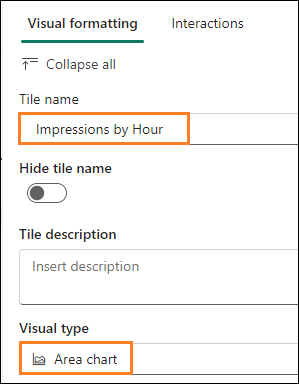 Visual formatting Interactions
Collapse all
Tile name
Impressions by Hour
Hide tile name
Tile description
Insert description
Visual type
Area chart